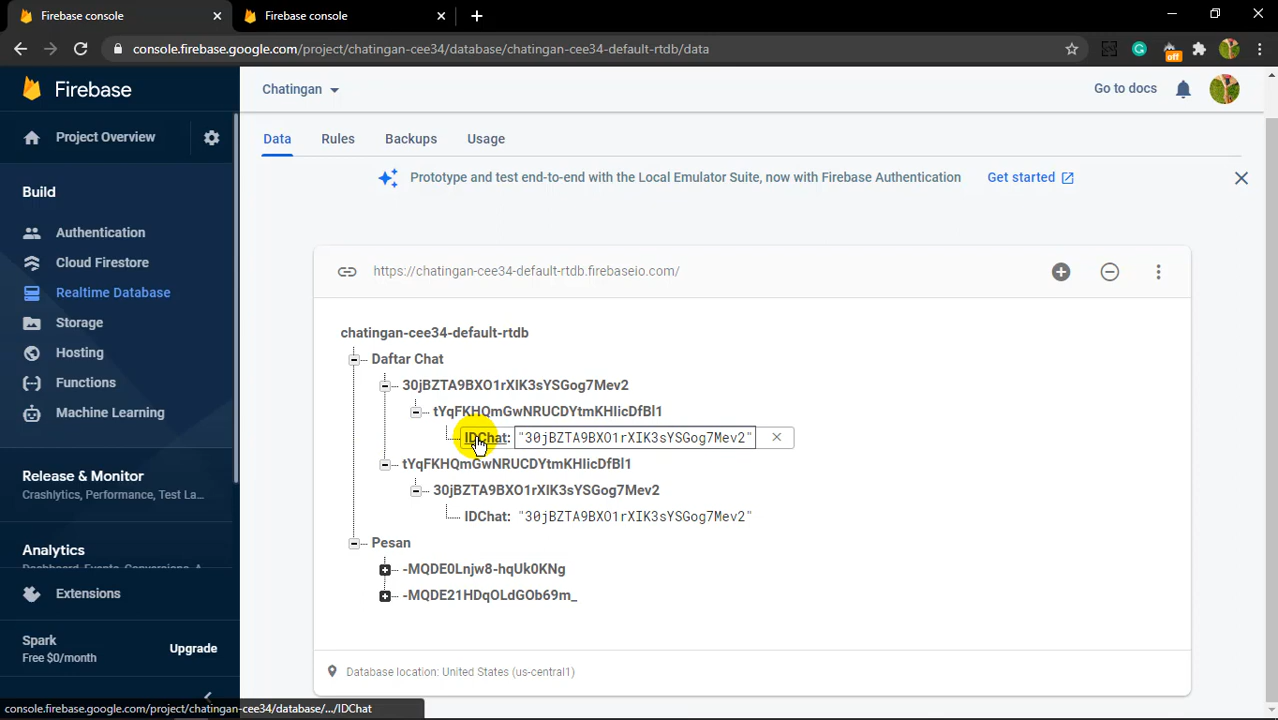 Firebase console
Firebase console
console.firebase.google.com/project/chatingan-cee34/database/chatingan-cee34-default-rtdb/data
off
Firebase
Chatingan
Go to docs
Project Overview
Data
Rules
Backups
Usage
Prototype and test end-to-end with the Local Emulator Suite, now with Firebase Authentication
Get started
Build
Authentication
Cloud Firestore
Realtime Database
Storage
Hosting
Functions
Machine Learning
Release & Monitor
Crashlytics, Performance, Test La...
Analytics
Extensions
Spark
Free $0/month
Upgrade
https://chatingan-cee34-default-rtdb.firebaseio.com/
chatingan-cee34-default-rtdb
Daftar Chat
30jBZTA9BXO1rXIK3sYSGog7Mev2
tYqFKHQmGwNRUCDYtmKHIicDfBl1
IDChat: "30jBZTA9BXO1rXIK3sYSGog7Mev2"
tYqFKHQmGwNRUCDYtmKHIicDfBl1
30jBZTA9BXO1rXIK3sYSGog7Mev2
IDChat: "30jBZTA9BXO1rXIK3sYSGog7Mev2"
Pesan
-MQDE0Lnjw8-hqUk0KNg
-MQDE21HDqOLdGOb69m_
Database location: United States (us-central1)
console.firebase.google.com/project/chatingan-cee34/database/.../IDChat